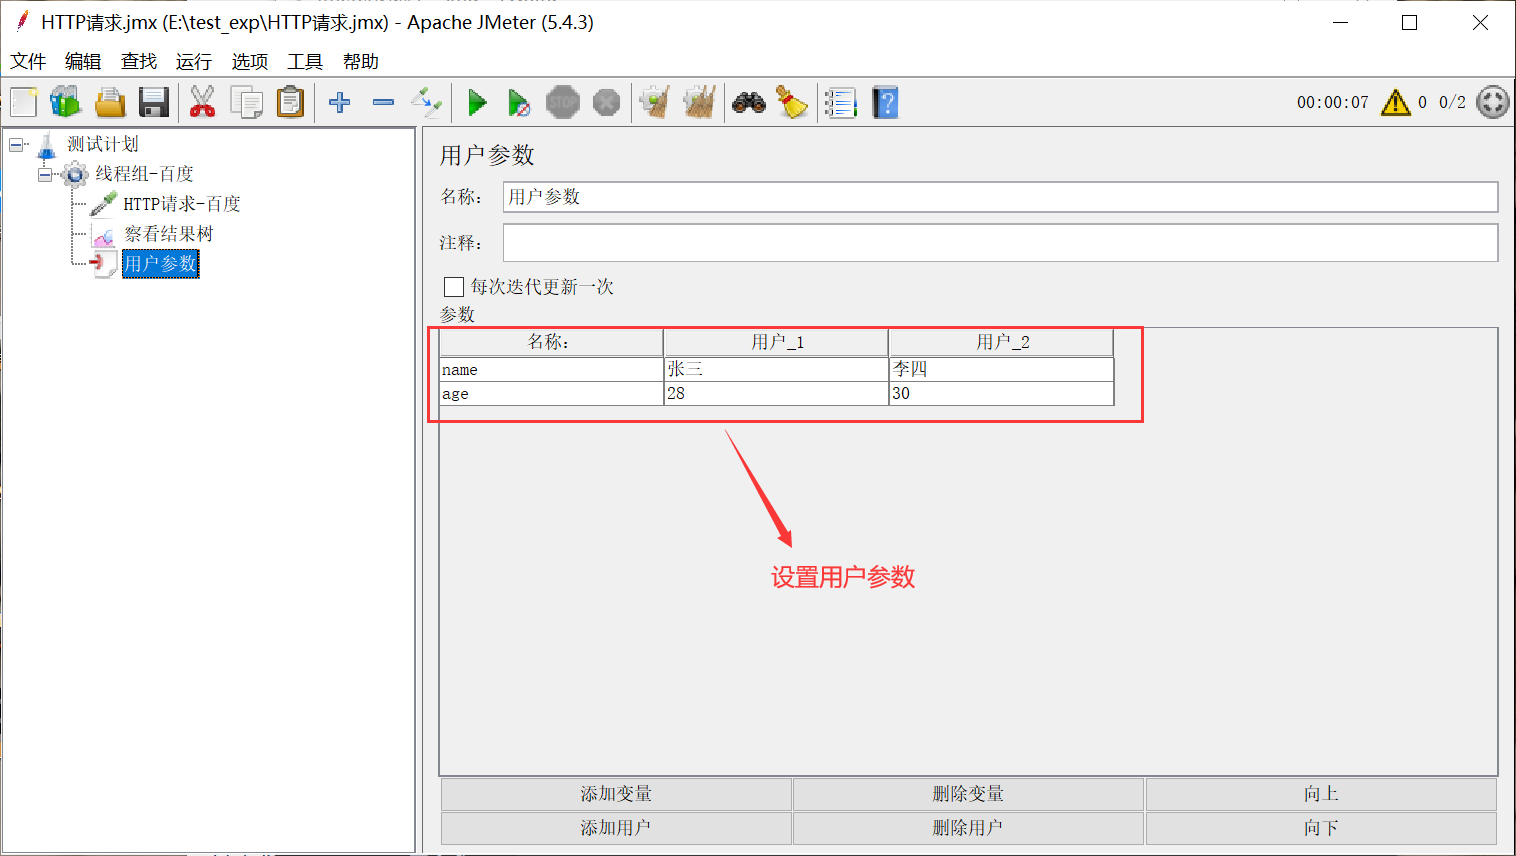 HTTP请求.jmx (E:\test_exp\HTTP请求.jmx) - Apache JMeter (5.4.3)
文件 编辑 查找 运行 选项 工具 帮助
STOP
00:00:07 0 0/2
测试计划
线程组-百度
HTTP请求-百度
察看结果树
用户参数
用户参数
名称: 用户参数
注释:
每次迭代更新一次
参数
名称: 用户_1 用户_2
name 张三 李四
age 28 30
设置用户参数
添加变量 删除变量 向上
添加用户 删除用户 向下